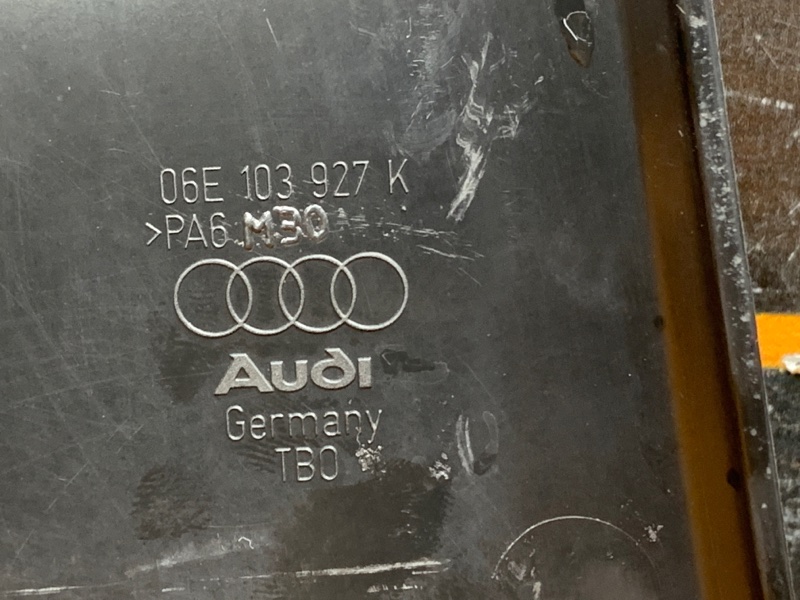 06E 103 927 K
>PA6 M30
Audi
Germany
TBO